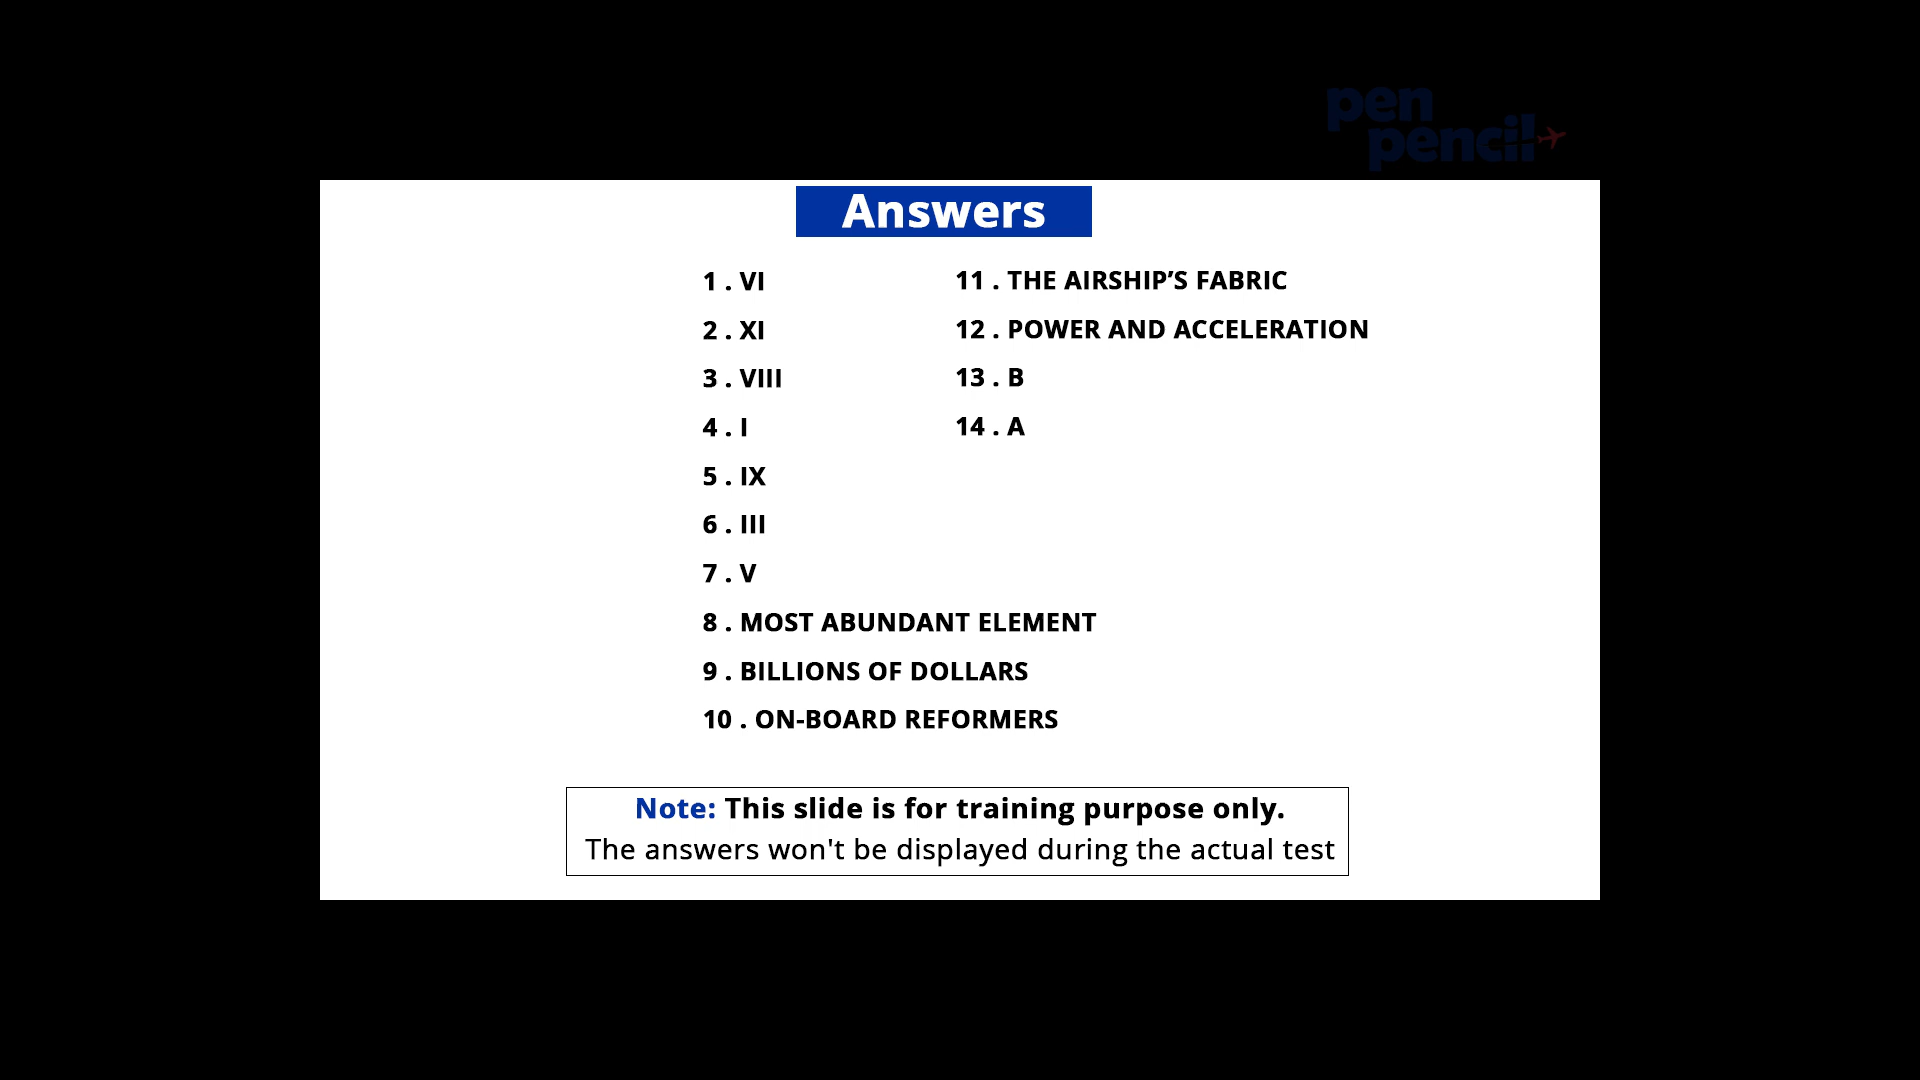 pen
pencil
Answers
1 . VI
2 . XI
3 . VIII
4 . I
5 . IX
6 . III
7 . V
8 . MOST ABUNDANT ELEMENT
9 . BILLIONS OF DOLLARS
10 . ON-BOARD REFORMERS
11 . THE AIRSHIP’S FABRIC
12 . POWER AND ACCELERATION
13 . B
14 . A
Note: This slide is for training purpose only.
The answers won't be displayed during the actual test